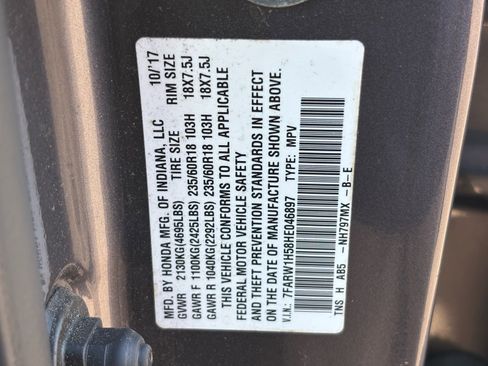 MFD. BY HONDA MFG. OF INDIANA, LLC 10/'17
TIRE SIZE RIM SIZE
GVWR 2130KG(4695LBS)
GAWR F 1100KG(2425LBS) 235/60R18 103H 18X7.5J
GAWR R 1040KG(2292LBS) 235/60R18 103H 18X7.5J
THIS VEHICLE CONFORMS TO ALL APPLICABLE
FEDERAL MOTOR VEHICLE SAFETY
AND THEFT PREVENTION STANDARDS IN EFFECT
ON THE DATE OF MANUFACTURE SHOWN ABOVE.
V.I.N.: 7FARW1H58HE046897 TYPE: MPV
TNS H AB5 -NH797MX -B-E